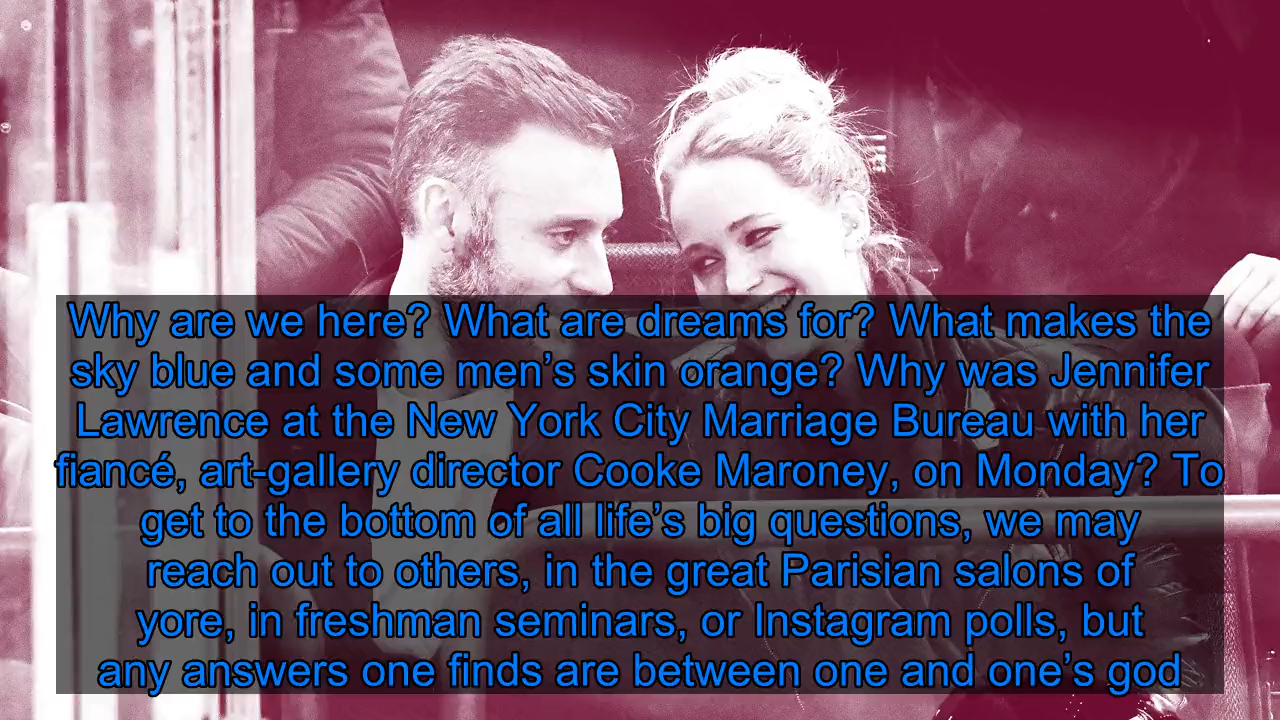 Why are we here? What are dreams for? What makes the
sky blue and some men’s skin orange? Why was Jennifer
Lawrence at the New York City Marriage Bureau with her
fiancé, art-gallery director Cooke Maroney, on Monday? To
get to the bottom of all life’s big questions, we may
reach out to others, in the great Parisian salons of
yore, in freshman seminars, or Instagram polls, but
any answers one finds are between one and one’s god